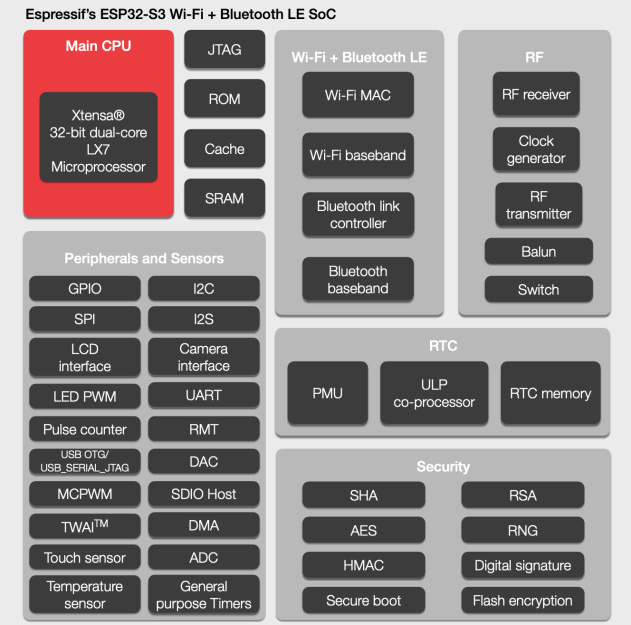 Espressif's ESP32-S3 Wi-Fi + Bluetooth LE SoC
Main CPU
Xtensa®
32-bit dual-core
LX7
Microprocessor
JTAG
ROM
Cache
SRAM
Wi-Fi + Bluetooth LE
Wi-Fi MAC
Wi-Fi baseband
Bluetooth link
controller
Bluetooth
baseband
RF
RF receiver
Clock
generator
RF
transmitter
Balun
Switch
Peripherals and Sensors
GPIO
I2C
SPI
I2S
LCD
interface
Camera
interface
LED PWM
UART
Pulse counter
RMT
USB OTG/
USB_SERIAL_JTAG
DAC
MCPWM
SDIO Host
TWAI™
DMA
Touch sensor
ADC
Temperature
sensor
General
purpose Timers
RTC
PMU
ULP
co-processor
RTC memory
Security
SHA
RSA
AES
RNG
HMAC
Digital signature
Secure boot
Flash encryption